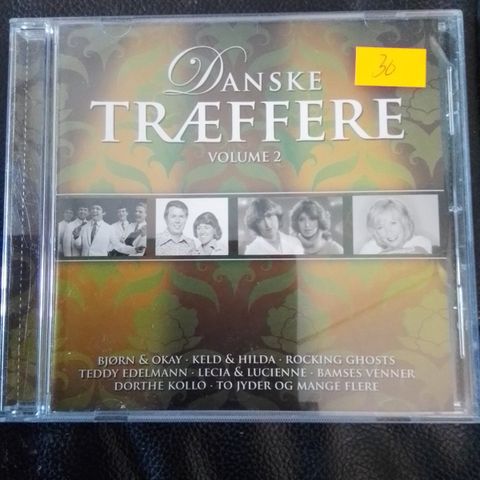 DANSKE
TRÆFFERE
VOLUME 2
30
BJØRN & OKAY · KELD & HILDA · ROCKING GHOSTS
TEDDY EDELMANN · LECIA & LUCIENNE · BAMSES VENNER
DORTHE KOLLO · TO JYDER OG MANGE FLERE